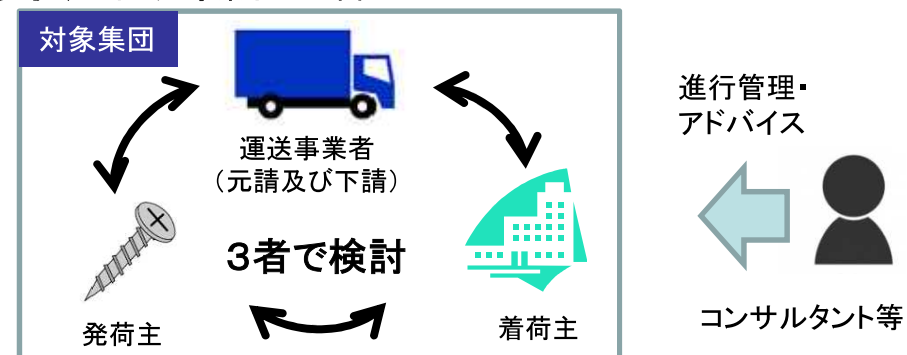 対象集団
運送事業者
（元請及び下請）
３者で検討
発荷主
着荷主
進行管理・
アドバイス
コンサルタント等